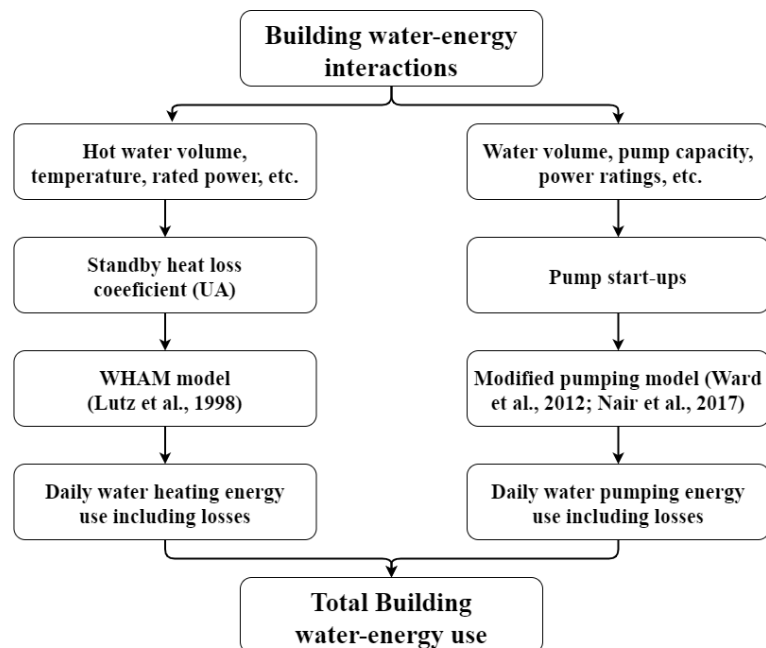 Building water-energy
interactions
Hot water volume,
temperature, rated power, etc.
Water volume, pump capacity,
power ratings, etc.
Standby heat loss
coeeficient (UA)
Pump start-ups
WHAM model
(Lutz et al., 1998)
Modified pumping model (Ward
et al., 2012; Nair et al., 2017)
Daily water heating energy
use including losses
Daily water pumping energy
use including losses
Total Building
water-energy use